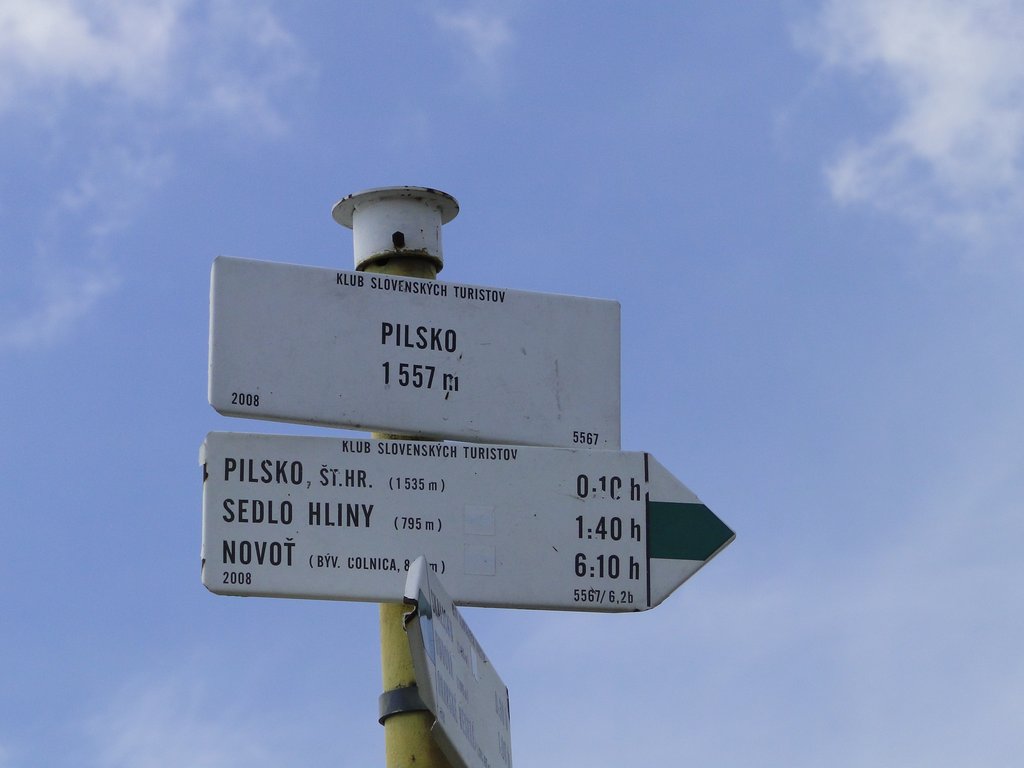 KLUB SLOVENSKÝCH TURISTOV
PILSKO
1 557 m
2008 5567
KLUB SLOVENSKÝCH TURISTOV
PILSKO, ŠT.HR. (1 535 m) 0:10 h
SEDLO HLINY (795 m) 1:40 h
NOVOŤ (BÝV. COLNICA, m) 6:10 h
2008 5567/6,2b